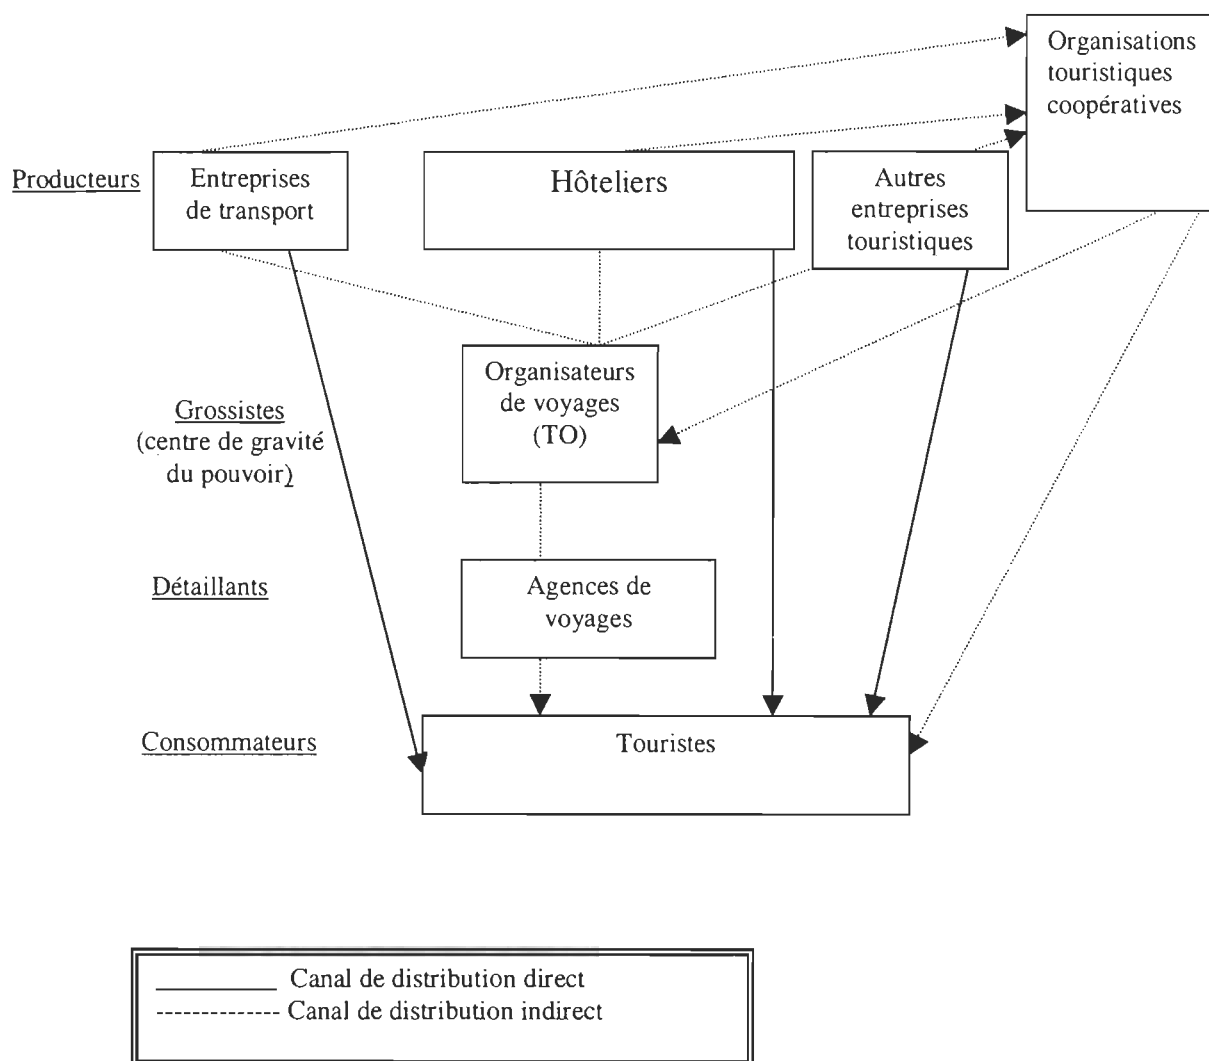 Organisations
touristiques
coopératives
Producteurs
Entreprises
de transport
Hôteliers
Autres
entreprises
touristiques
Organisateurs
de voyages
(TO)
Grossistes
(centre de gravité
du pouvoir)
Détaillants
Agences de
voyages
Consommateurs
Touristes
Canal de distribution direct
Canal de distribution indirect